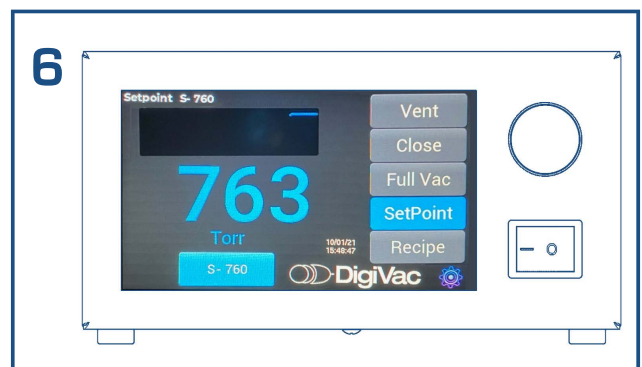 6
Setpoint S- 760
763
Torr
10/01/21
15:48:47
S- 760
DigiVac
Vent
Close
Full Vac
SetPoint
Recipe